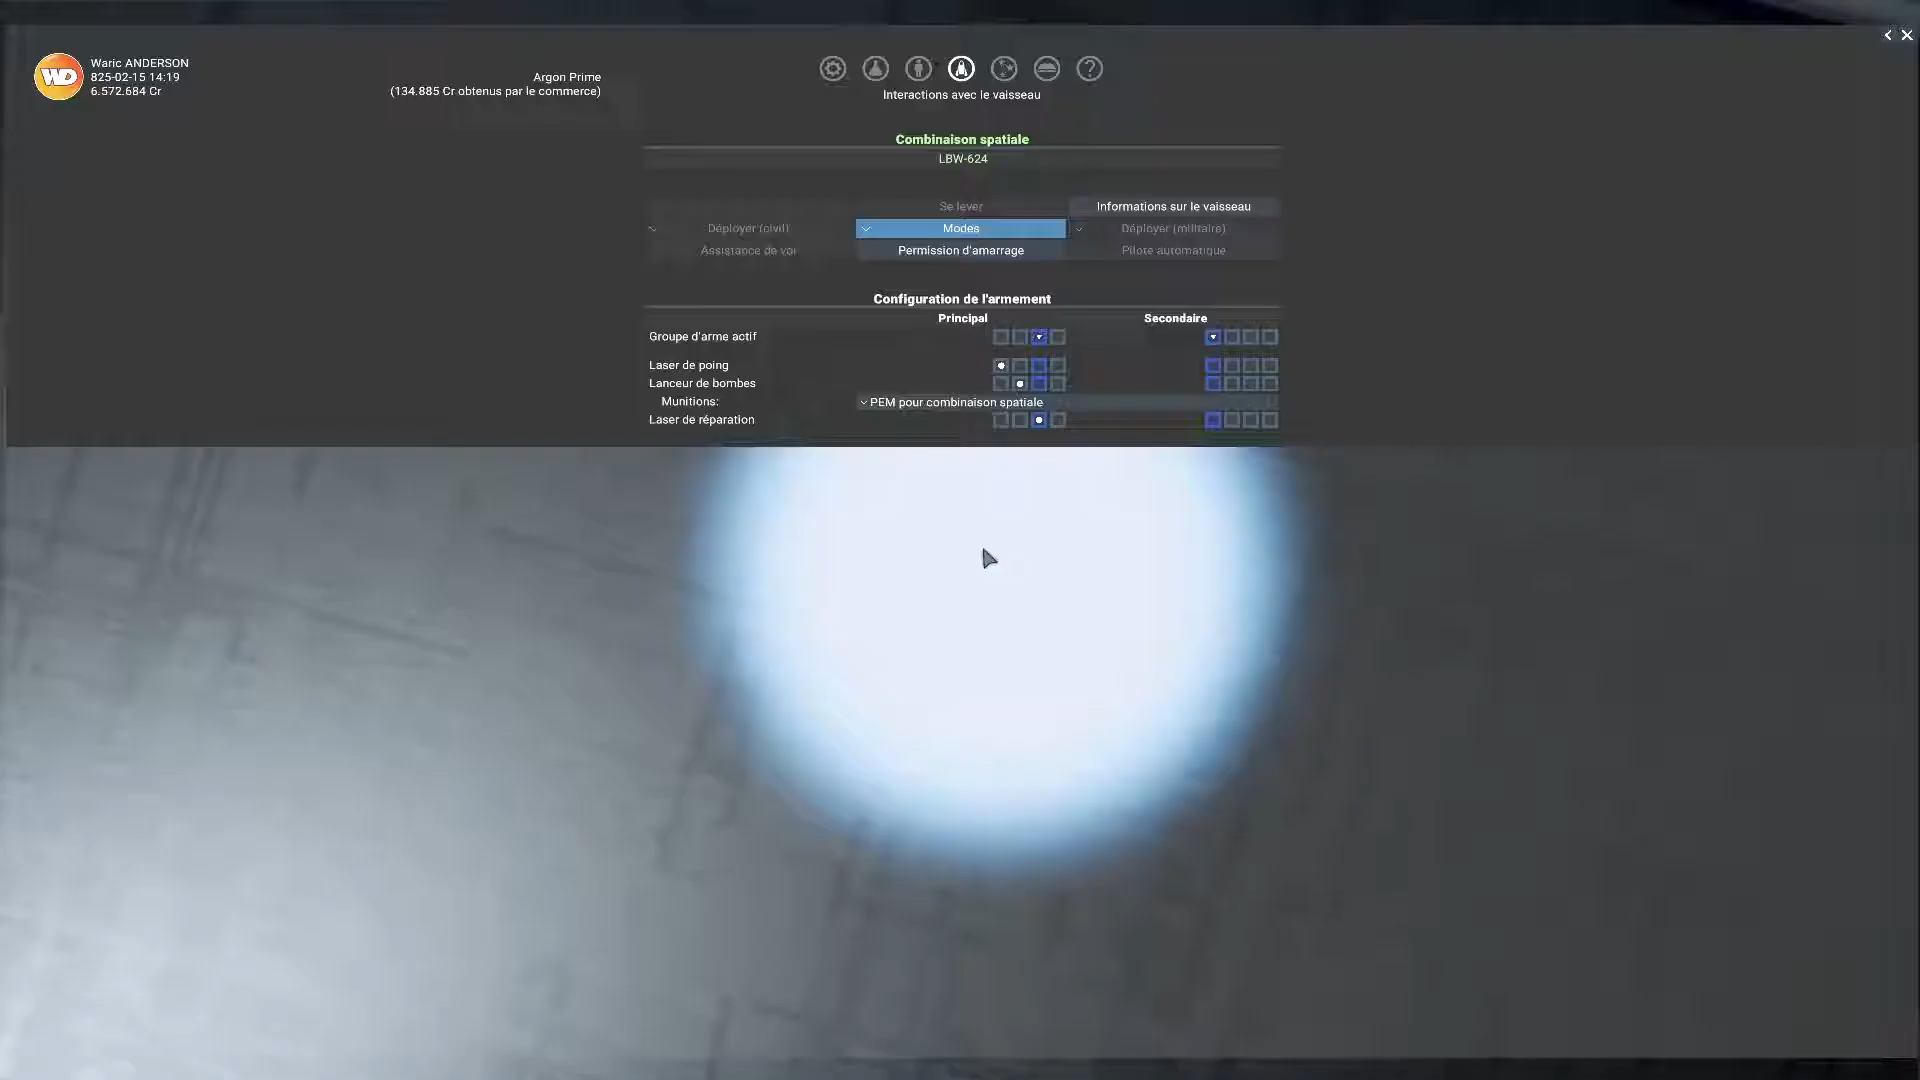 WD
Waric ANDERSON
825-02-15 14:19
6.572.684 Cr
Argon Prime
(134.885 Cr obtenus par le commerce)
Interactions avec le vaisseau
Combinaison spatiale
LBW-624
Se lever
Informations sur le vaisseau
Déployer (civil)
Modes
Déployer (militaire)
Assistance de vol
Permission d'amarrage
Pilote automatique
Configuration de l'armement
Principal
Secondaire
Groupe d'arme actif
Laser de poing
Lanceur de bombes
Munitions:
PEM pour combinaison spatiale
Laser de réparation